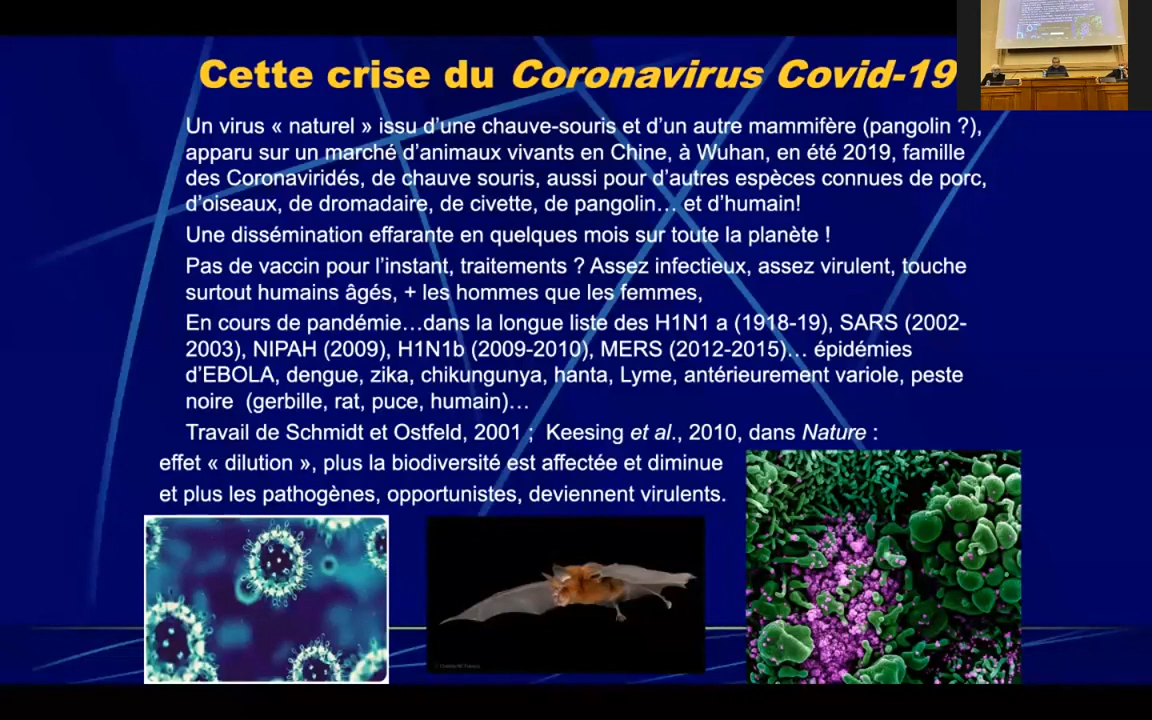 Cette crise du Coronavirus Covid-19
Un virus « naturel » issu d'une chauve-souris et d'un autre mammifère (pangolin ?),
apparu sur un marché d'animaux vivants en Chine, à Wuhan, en été 2019, famille
des Coronaviridés, de chauve souris, aussi pour d'autres espèces connues de porc,
d'oiseaux, de dromadaire, de civette, de pangolin… et d'humain!
Une dissémination effarante en quelques mois sur toute la planète !
Pas de vaccin pour l'instant, traitements ? Assez infectieux, assez virulent, touche
surtout humains âgés, + les hommes que les femmes,
En cours de pandémie…dans la longue liste des H1N1 a (1918-19), SARS (2002-
2003), NIPAH (2009), H1N1b (2009-2010), MERS (2012-2015)… épidémies
d'EBOLA, dengue, zika, chikungunya, hanta, Lyme, antérieurement variole, peste
noire (gerbille, rat, puce, humain)…
Travail de Schmidt et Ostfeld, 2001 ; Keesing et al., 2010, dans Nature :
effet « dilution », plus la biodiversité est affectée et diminue
et plus les pathogènes, opportunistes, deviennent virulents.